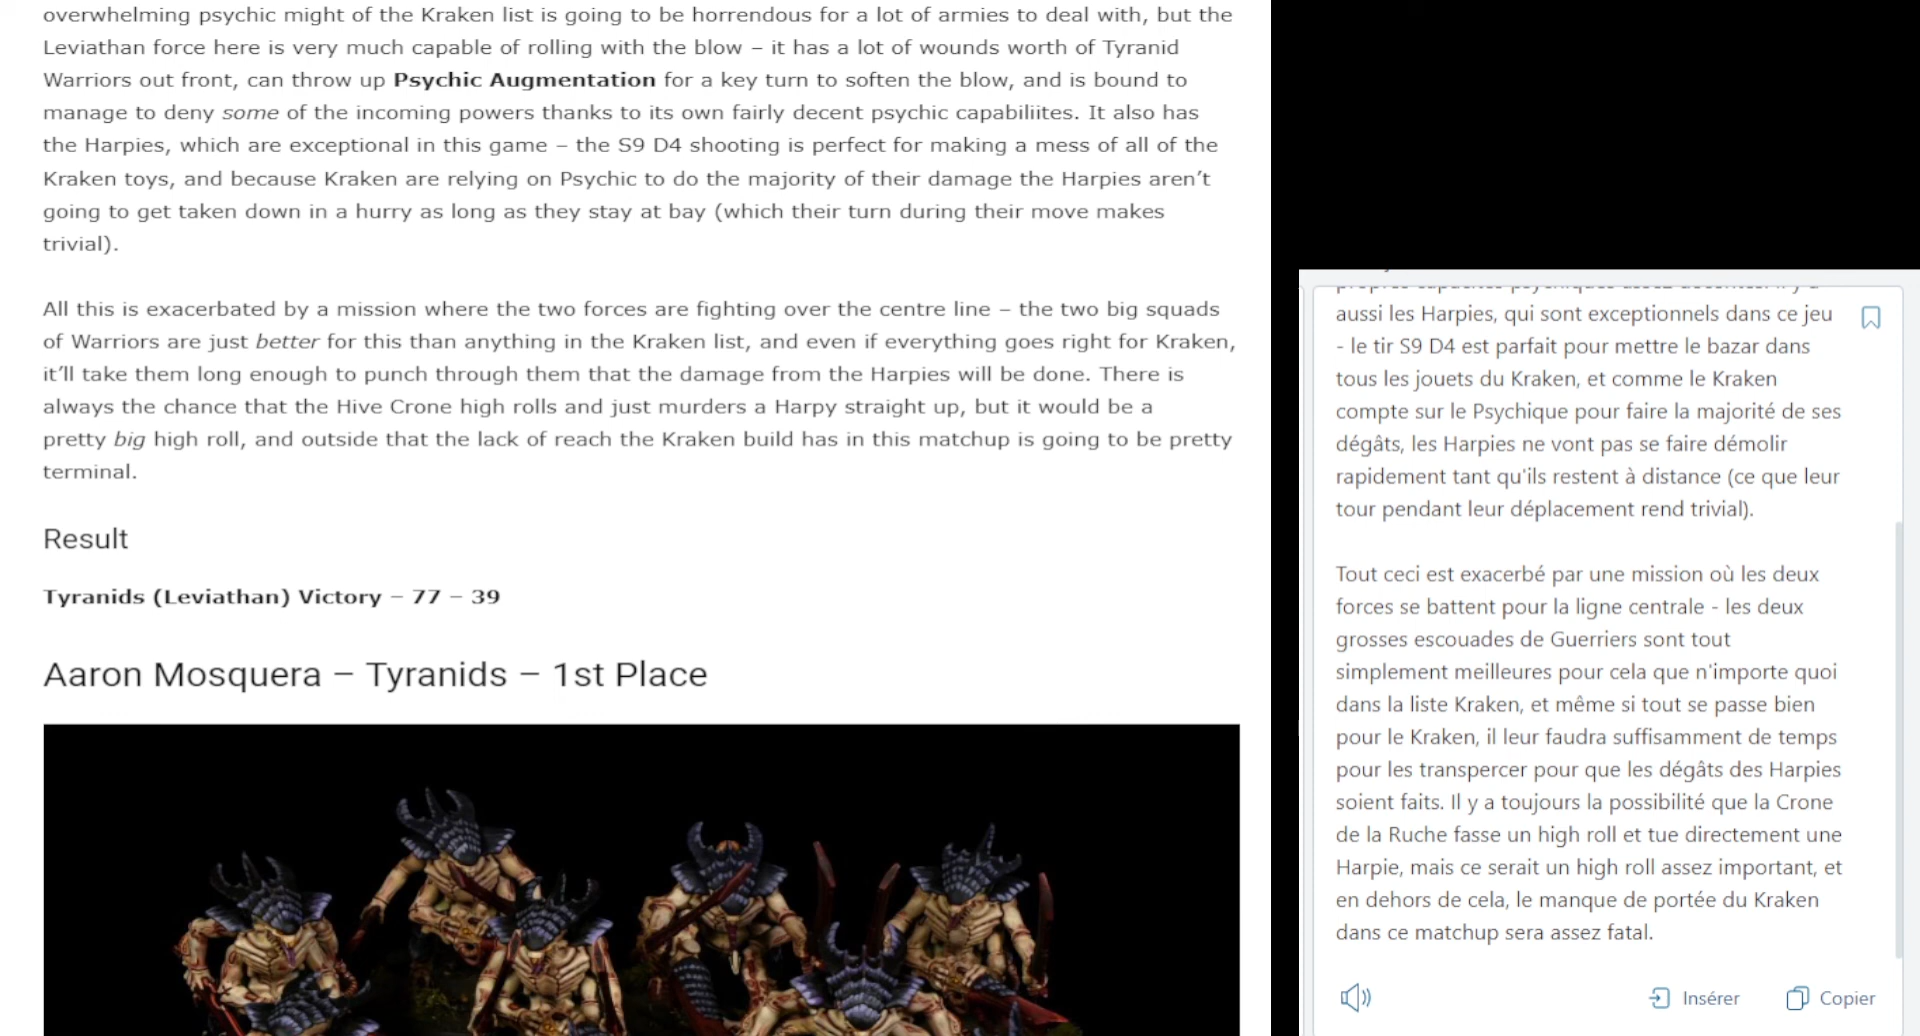 overwhelming psychic might of the Kraken list is going to be horrendous for a lot of armies to deal with, but the
Leviathan force here is very much capable of rolling with the blow – it has a lot of wounds worth of Tyranid
Warriors out front, can throw up Psychic Augmentation for a key turn to soften the blow, and is bound to
manage to deny some of the incoming powers thanks to its own fairly decent psychic capabiliites. It also has
the Harpies, which are exceptional in this game – the S9 D4 shooting is perfect for making a mess of all of the
Kraken toys, and because Kraken are relying on Psychic to do the majority of their damage the Harpies aren’t
going to get taken down in a hurry as long as they stay at bay (which their turn during their move makes
trivial).
All this is exacerbated by a mission where the two forces are fighting over the centre line – the two big squads
of Warriors are just better for this than anything in the Kraken list, and even if everything goes right for Kraken,
it’ll take them long enough to punch through them that the damage from the Harpies will be done. There is
always the chance that the Hive Crone high rolls and just murders a Harpy straight up, but it would be a
pretty big high roll, and outside that the lack of reach the Kraken build has in this matchup is going to be pretty
terminal.
Result
Tyranids (Leviathan) Victory – 77 – 39
Aaron Mosquera – Tyranids – 1st Place
aussi les Harpies, qui sont exceptionnels dans ce jeu
- le tir S9 D4 est parfait pour mettre le bazar dans
tous les jouets du Kraken, et comme le Kraken
compte sur le Psychique pour faire la majorité de ses
dégâts, les Harpies ne vont pas se faire démolir
rapidement tant qu'ils restent à distance (ce que leur
tour pendant leur déplacement rend trivial).
Tout ceci est exacerbé par une mission où les deux
forces se battent pour la ligne centrale - les deux
grosses escouades de Guerriers sont tout
simplement meilleures pour cela que n'importe quoi
dans la liste Kraken, et même si tout se passe bien
pour le Kraken, il leur faudra suffisamment de temps
pour les transpercer pour que les dégâts des Harpies
soient faits. Il y a toujours la possibilité que la Crone
de la Ruche fasse un high roll et tue directement une
Harpie, mais ce serait un high roll assez important, et
en dehors de cela, le manque de portée du Kraken
dans ce matchup sera assez fatal.
Insérer
Copier